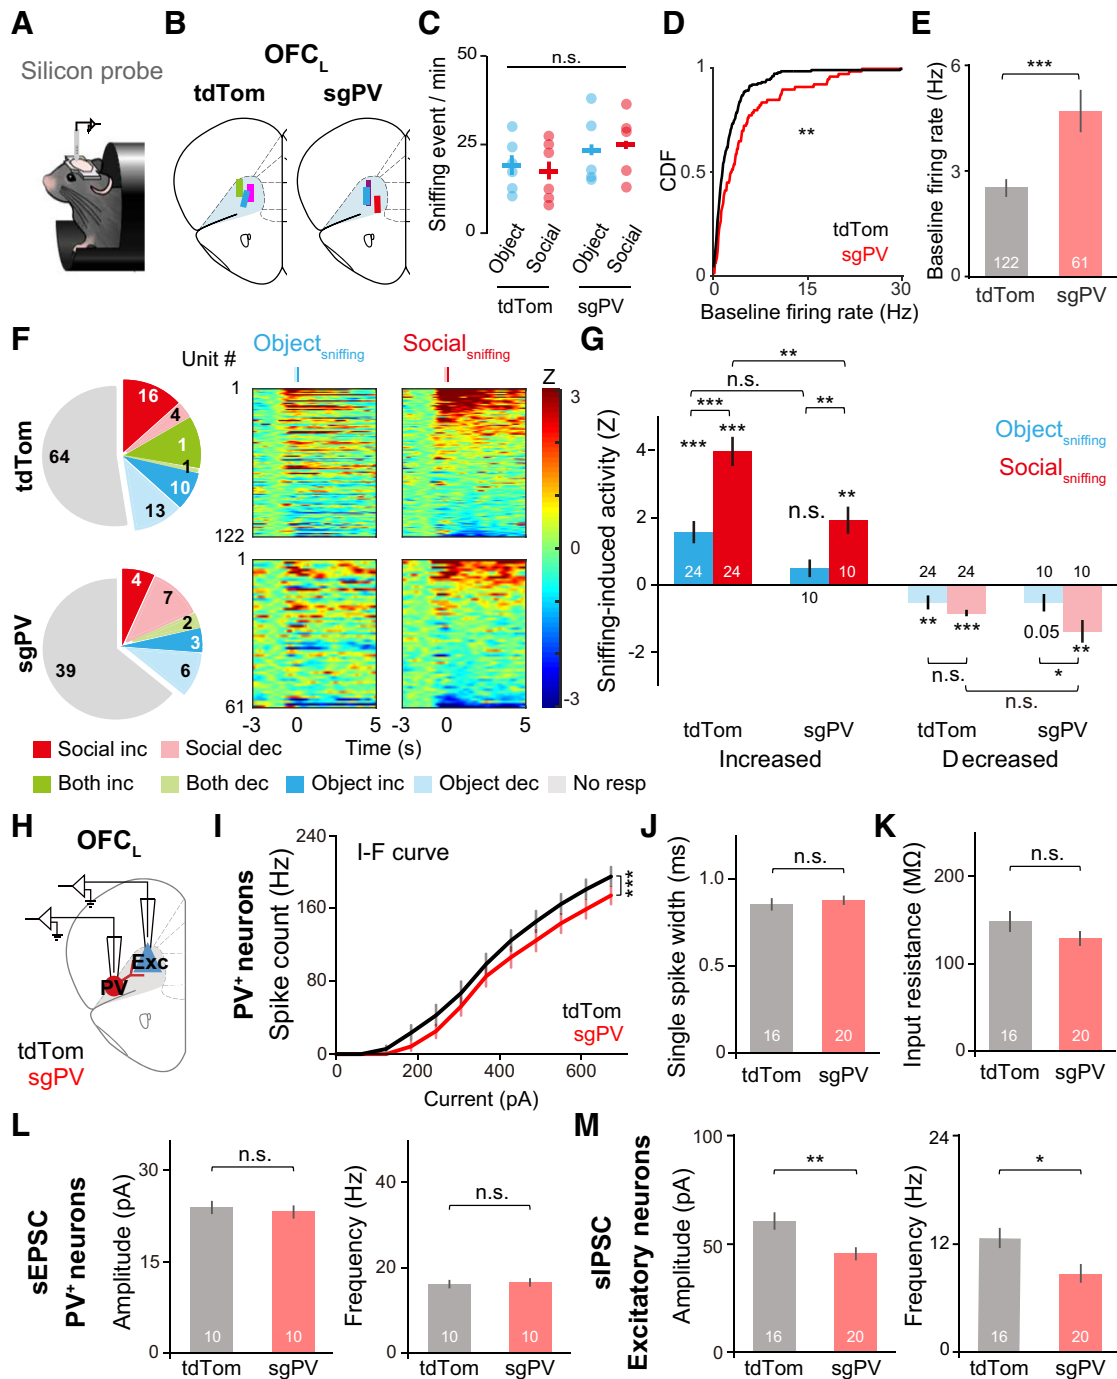 A
Silicon probe
B
OFCL
tdTom
sgPV
C
Sniffing event / min
50
25
0
n.s.
Object
Social
Object
Social
tdTom
sgPV
D
CDF
1
0.5
0
**
tdTom
sgPV
0
15
30
Baseline firing rate (Hz)
E
Baseline firing rate (Hz)
6
3
0
***
122
61
tdTom
sgPV
F
Unit #
Objectsniffing
Socialsniffing
tdTom
16
4
1
1
10
13
64
1
122
Z
3
0
-3
sgPV
4
7
2
3
6
39
1
61
-3
0
5
-3
0
5
Time (s)
Social inc
Social dec
Both inc
Both dec
Object inc
Object dec
No resp
G
Sniffing-induced activity (Z)
4
2
0
-2
**
n.s.
***
**
***
***
n.s.
**
24
24
10
10
24
24
10
10
**
***
0.05
**
n.s.
*
n.s.
Objectsniffing
Socialsniffing
tdTom
sgPV
tdTom
sgPV
Increased
Decreased
H
OFCL
Exc
PV
tdTom
sgPV
I
PV+ neurons
Spike count (Hz)
240
160
80
0
I-F curve
***
tdTom
sgPV
0
200
400
600
Current (pA)
J
Single spike width (ms)
1.0
0.5
0
n.s.
16
20
tdTom
sgPV
K
Input resistance (MΩ)
200
100
0
n.s.
16
20
tdTom
sgPV
L
sEPSC
PV+ neurons
Amplitude (pA)
30
15
0
n.s.
10
10
tdTom
sgPV
Frequency (Hz)
40
20
0
n.s.
10
10
tdTom
sgPV
M
sIPSC
Excitatory neurons
Amplitude (pA)
100
50
0
**
16
20
tdTom
sgPV
Frequency (Hz)
24
12
0
*
16
20
tdTom
sgPV